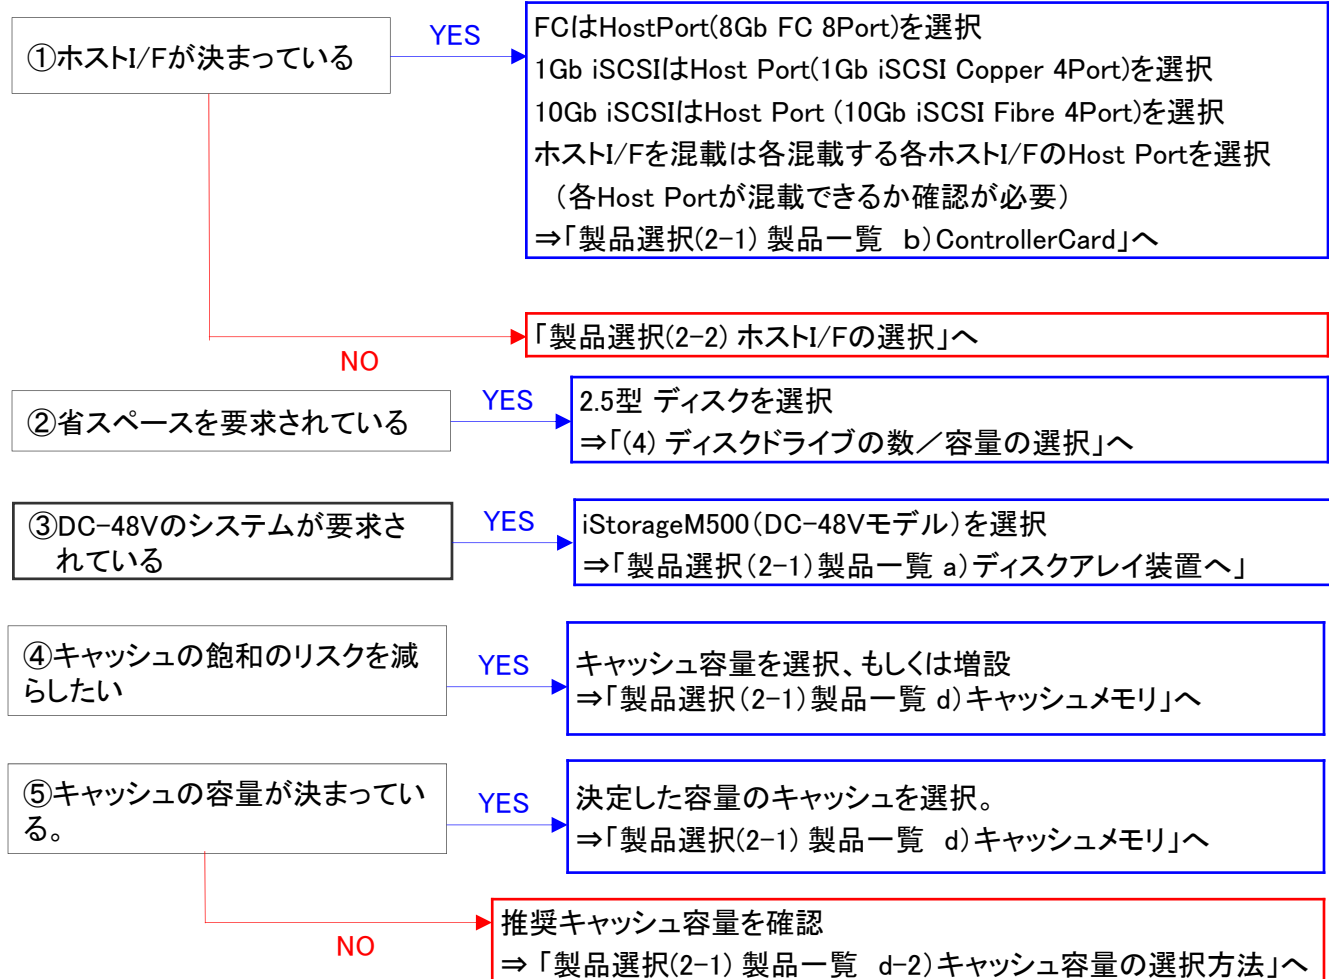 ①ホストI/Fが決まっている
YES
FCはHostPort(8Gb FC 8Port)を選択
1Gb iSCSIはHost Port(1Gb iSCSI Copper 4Port)を選択
10Gb iSCSIはHost Port (10Gb iSCSI Fibre 4Port)を選択
ホストI/Fを混載は各混載する各ホストI/FのHost Portを選択
（各Host Portが混載できるか確認が必要）
⇒「製品選択(2-1) 製品一覧　ｂ）ControllerCard」へ
NO
「製品選択(2-2) ホストI/Fの選択」へ
②省スペースを要求されている
YES
2.5型 ディスクを選択
⇒「(4) ディスクドライブの数／容量の選択」へ
③DC-48Vのシステムが要求さ
れている
YES
iStorageM500（DC-48Vモデル）を選択
⇒「製品選択（2-1）製品一覧 a）ディスクアレイ装置へ」
④キャッシュの飽和のリスクを減
らしたい
YES
キャッシュ容量を選択、もしくは増設
⇒「製品選択（2-1）製品一覧 d）キャッシュメモリ」へ
⑤キャッシュの容量が決まってい
る。
YES
決定した容量のキャッシュを選択。
⇒「製品選択(2-1) 製品一覧　d）キャッシュメモリ」へ
NO
推奨キャッシュ容量を確認
⇒ 「製品選択(2-1) 製品一覧　d-2）キャッシュ容量の選択方法」へ